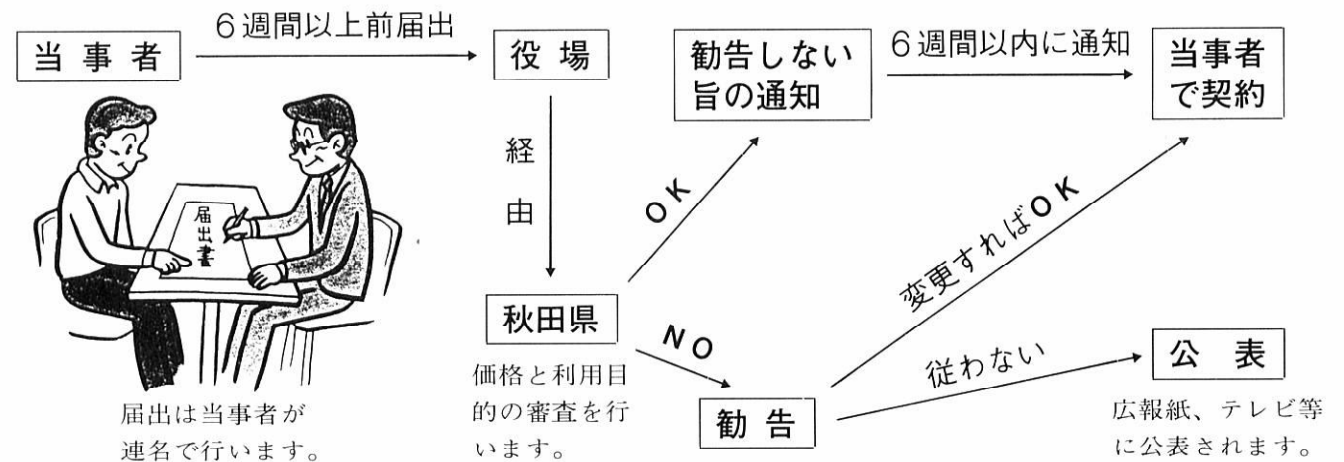 当事者
6週間以上前届出
役場
経由
届出書
届出は当事者が
連名で行います。
秋田県
価格と利用目
的の審査を行
います。
OK
勧告しない
旨の通知
6週間以内に通知
当事者
で契約
NO
勧告
変更すればOK
従わない
公表
広報紙、テレビ等
に公表されます。